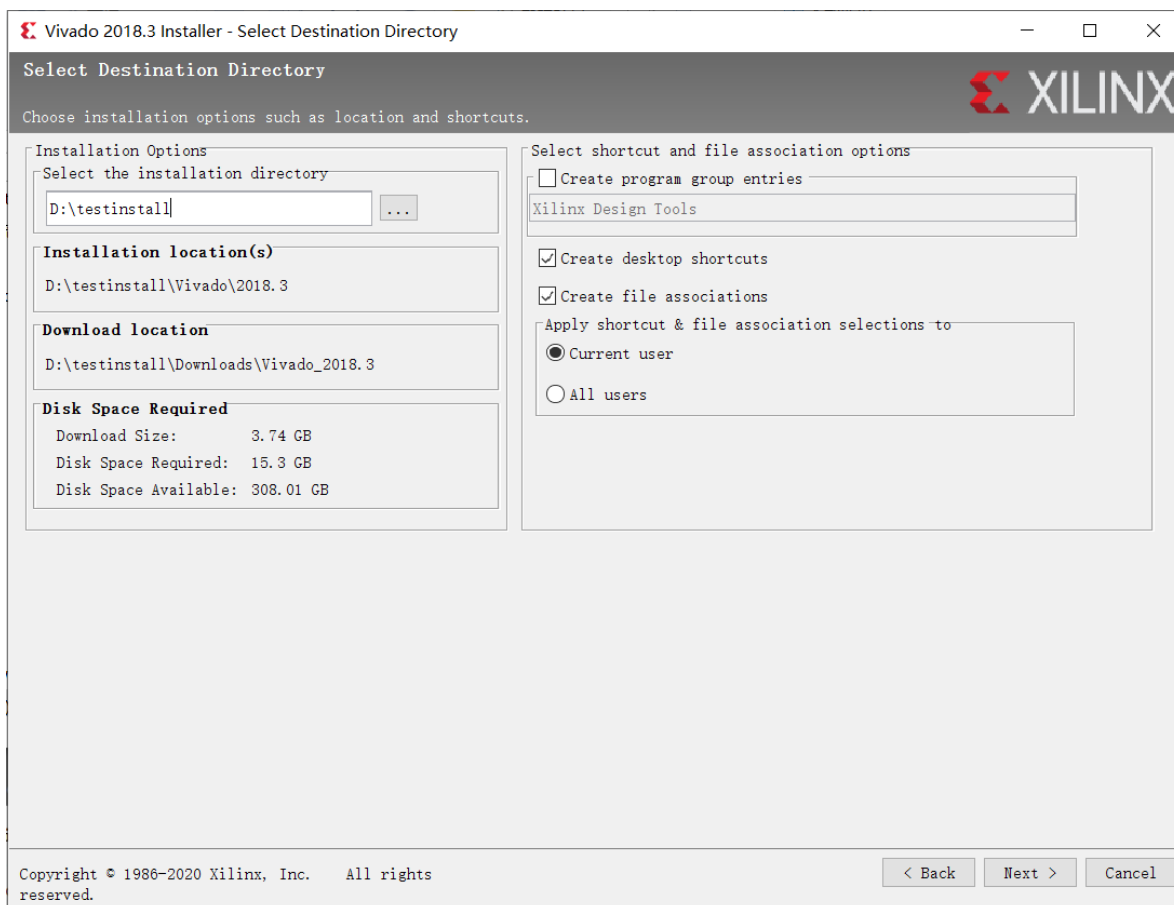 Vivado 2018.3 Installer - Select Destination Directory
Select Destination Directory
XILINX
Choose installation options such as location and shortcuts.
Installation Options
Select the installation directory
D:\testinstall
...
Installation location(s)
D:\testinstall\Vivado\2018.3
Download location
D:\testinstall\Downloads\Vivado_2018.3
Disk Space Required
Download Size: 3.74 GB
Disk Space Required: 15.3 GB
Disk Space Available: 308.01 GB
Select shortcut and file association options
Create program group entries
Xilinx Design Tools
Create desktop shortcuts
Create file associations
Apply shortcut & file association selections to
Current user
All users
Copyright © 1986-2020 Xilinx, Inc. All rights
reserved.
< Back Next > Cancel